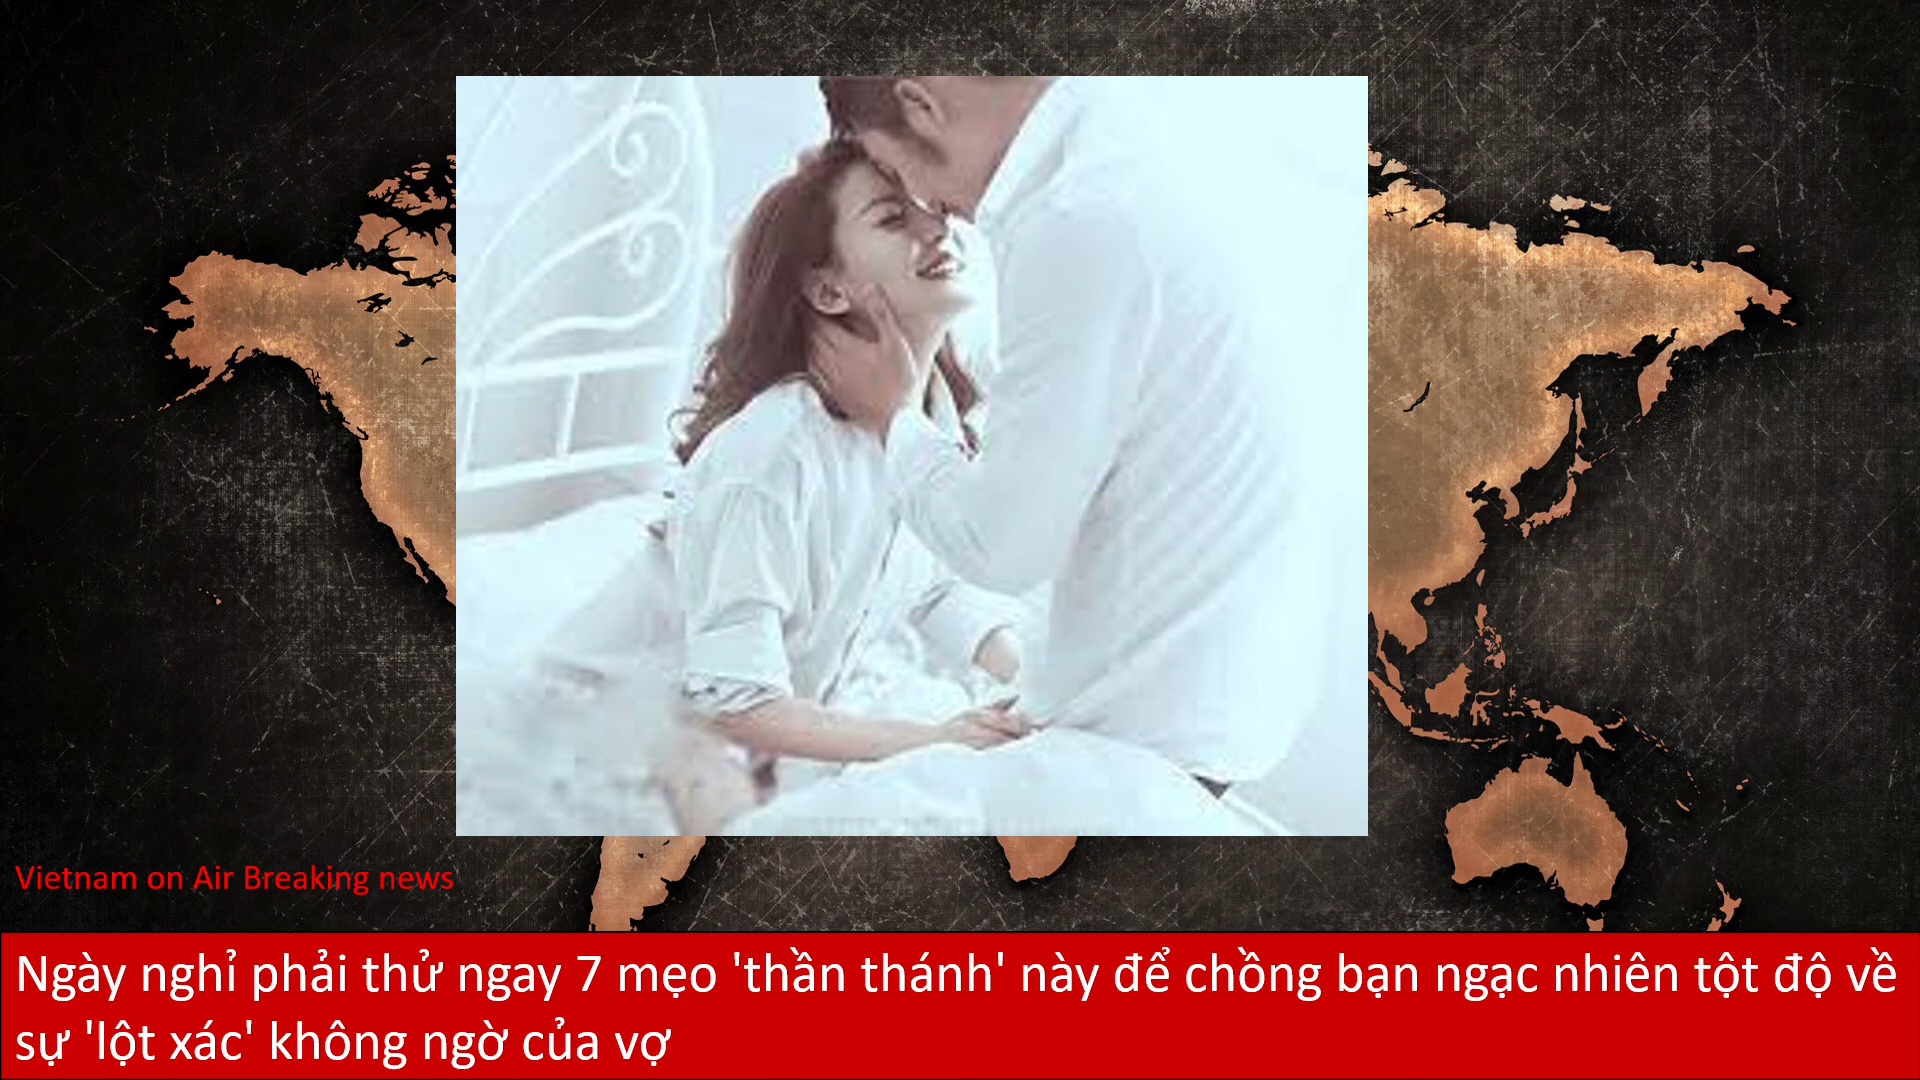 Vietnam on Air Breaking news
Ngày nghỉ phải thử ngay 7 mẹo 'thần thánh' này để chồng bạn ngạc nhiên tột độ về
sự 'lột xác' không ngờ của vợ